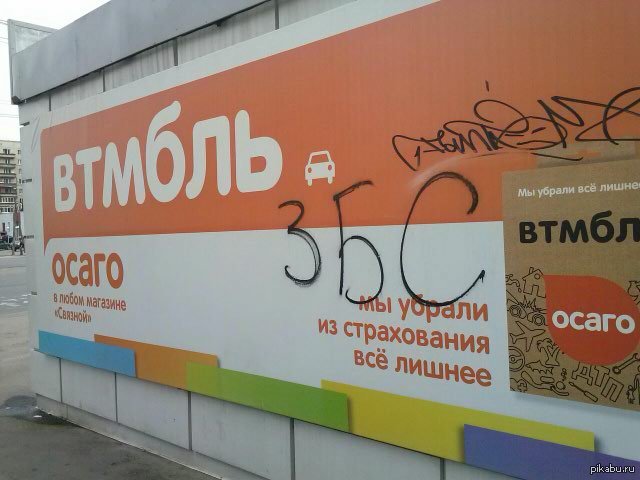 втмбль
осаго
в любом магазине
«Связной»
ЗБС
мы убрали
из страхования
всё лишнее
Мы убрали всё лишнее
втмбл
осаго
ДТП
pikabu.ru